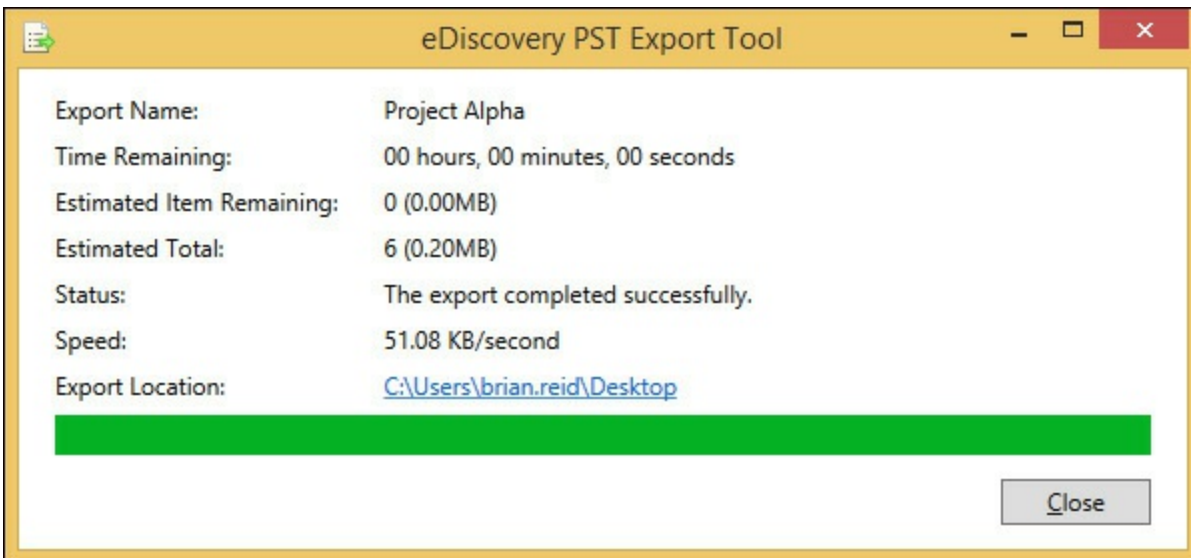 eDiscovery PST Export Tool
Export Name: Project Alpha
Time Remaining: 00 hours, 00 minutes, 00 seconds
Estimated Item Remaining: 0 (0.00MB)
Estimated Total: 6 (0.20MB)
Status: The export completed successfully.
Speed: 51.08 KB/second
Export Location: C:\Users\brian.reid\Desktop
Close